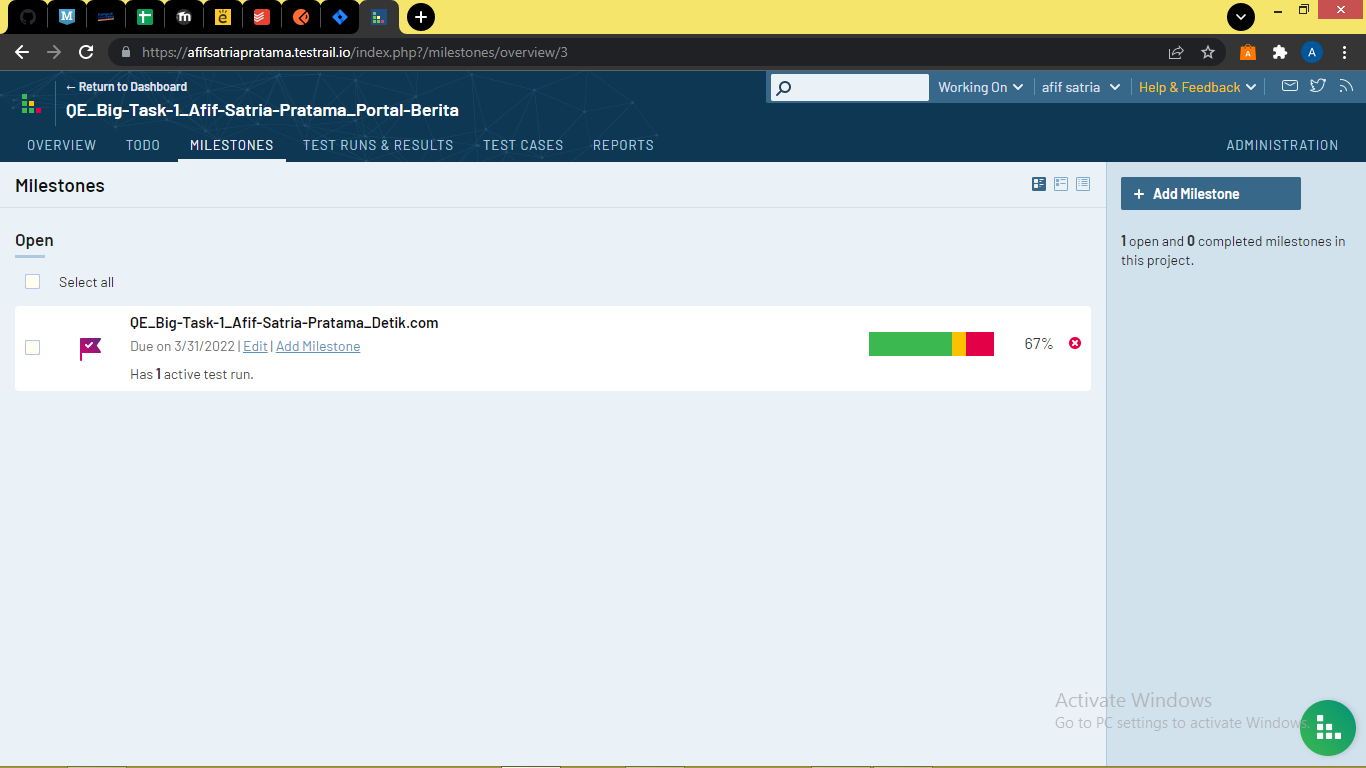 https://afifsatriapratama.testrail.io/index.php?/milestones/overview/3
A
← Return to Dashboard
QE_Big-Task-1_Afif-Satria-Pratama_Portal-Berita
Working On
afif satria
Help & Feedback
OVERVIEW
TODO
MILESTONES
TEST RUNS & RESULTS
TEST CASES
REPORTS
ADMINISTRATION
Milestones
+ Add Milestone
1 open and 0 completed milestones in
this project.
Open
Select all
QE_Big-Task-1_Afif-Satria-Pratama_Detik.com
Due on 3/31/2022 | Edit | Add Milestone
Has 1 active test run.
67%
Activate Windows
Go to PC settings to activate Windows.